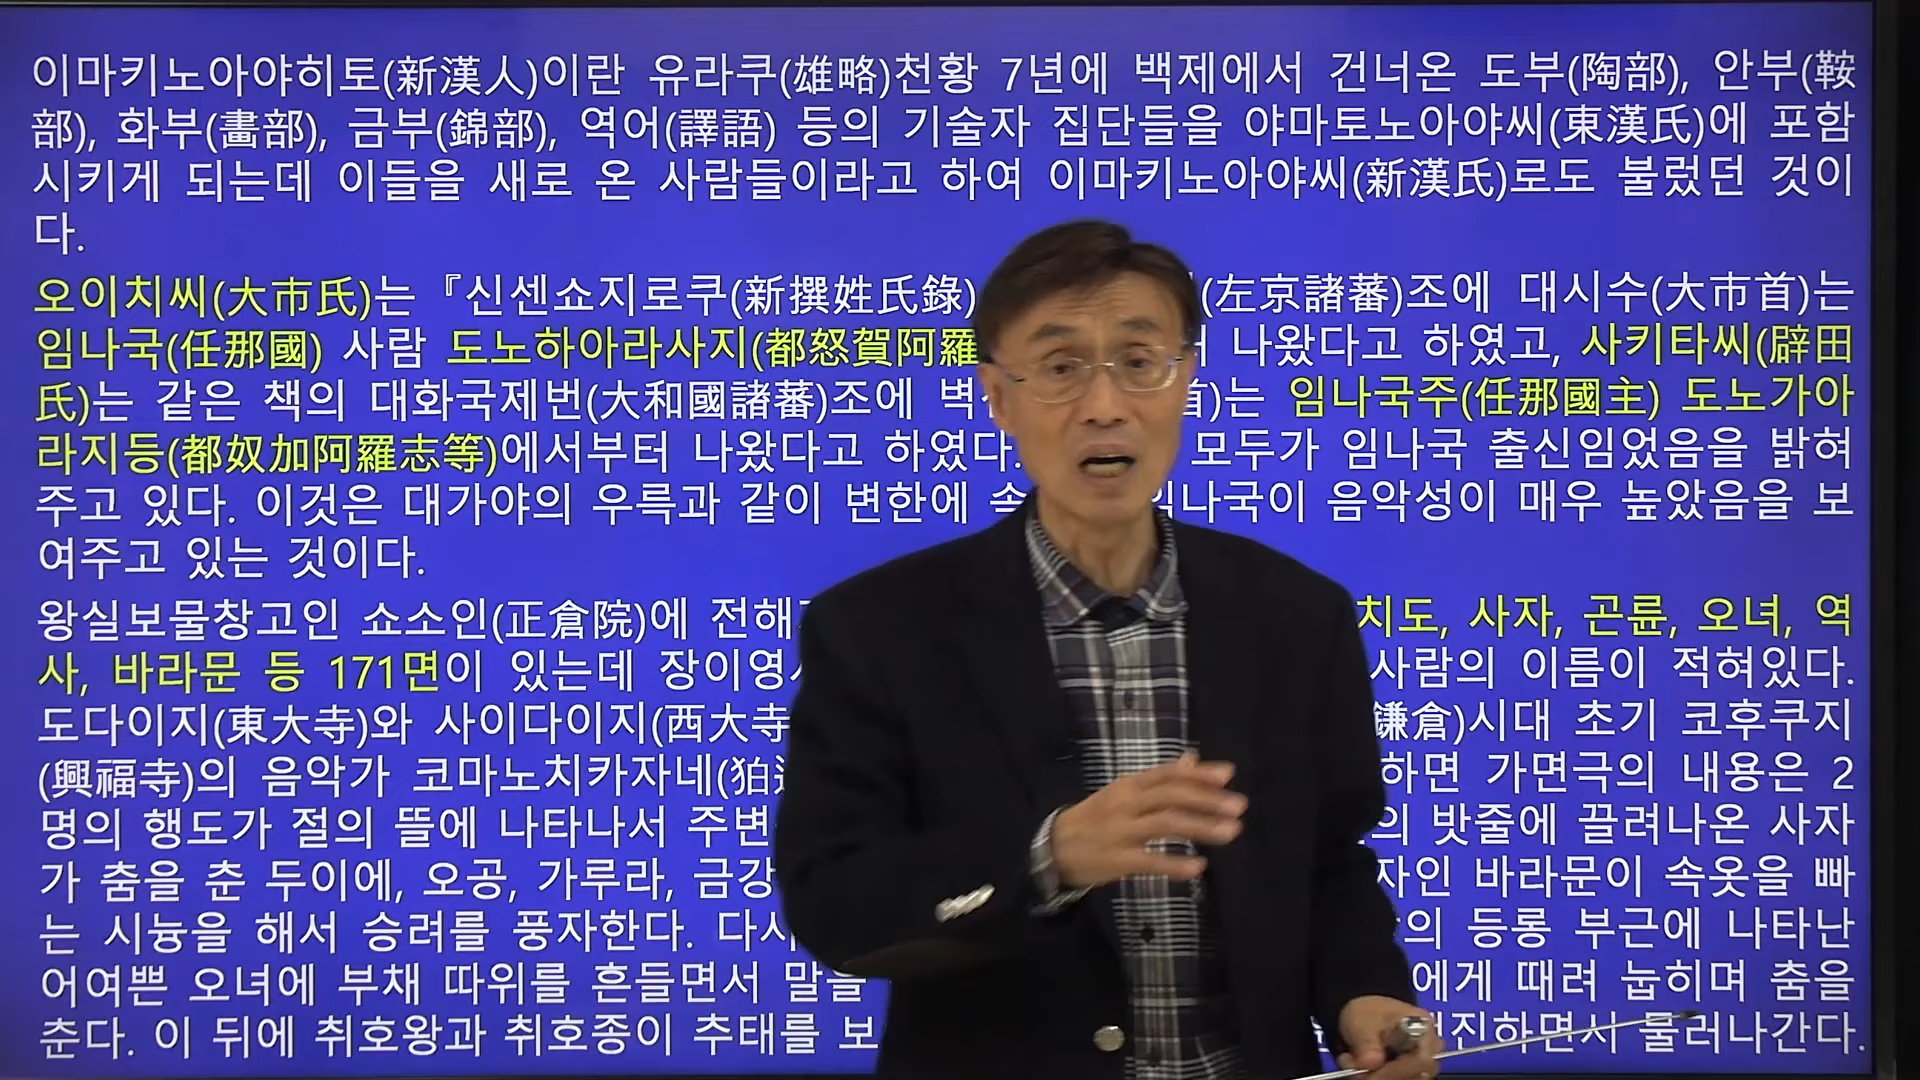 이마키노아야히토(新漢人)이란 유라쿠(雄略)천황 7년에 백제에서 건너온 도부(陶部), 안부(鞍
部), 화부(畵部), 금부(錦部), 역어(譯語) 등의 기술자 집단들을 야마토노아야씨(東漢氏)에 포함
시키게 되는데 이들을 새로 온 사람들이라고 하여 이마키노아야씨(新漢氏)로도 불렀던 것이
다.
오이치씨(大市氏)는 『신센쇼지로쿠(新撰姓氏錄) (左京諸蕃)조에 대시수(大市首)는
임나국(任那國) 사람 도노하아라사지(都怒賀阿羅 나왔다고 하였고, 사키타씨(辟田
氏)는 같은 책의 대화국제번(大和國諸蕃)조에 임나국주(任那國主) 도노가아
라지등(都奴加阿羅志等)에서부터 나왔다고 하였다. 모두가 임나국 출신임었음을 밝혀
주고 있다. 이것은 대가야의 우륵과 같이 변한에 임나국이 음악성이 매우 높았음을 보
여주고 있는 것이다.
왕실보물창고인 쇼소인(正倉院)에 치도, 사자, 곤륜, 오녀, 역
사, 바라문 등 171면이 있는데 사람의 이름이 적혀있다.
도다이지(東大寺)와 사이다이지(西大寺 鎌倉)시대 초기 코후쿠지
(興福寺)의 음악가 코마노치카자네(狛 하면 가면극의 내용은 2
명의 행도가 절의 뜰에 나타나서 주변 밧줄에 끌려나온 사자
가 춤을 춘 두이에, 오공, 가루라, 금강 바라문이 속옷을 빠
는 시늉을 해서 승려를 풍자한다. 다시 등롱 부근에 나타난
어여쁜 오녀에 부채 따위를 흔들면서 말을 에게 때려 눕히며 춤을
춘다. 이 뒤에 취호왕과 취호종이 추태를 물러나간다.